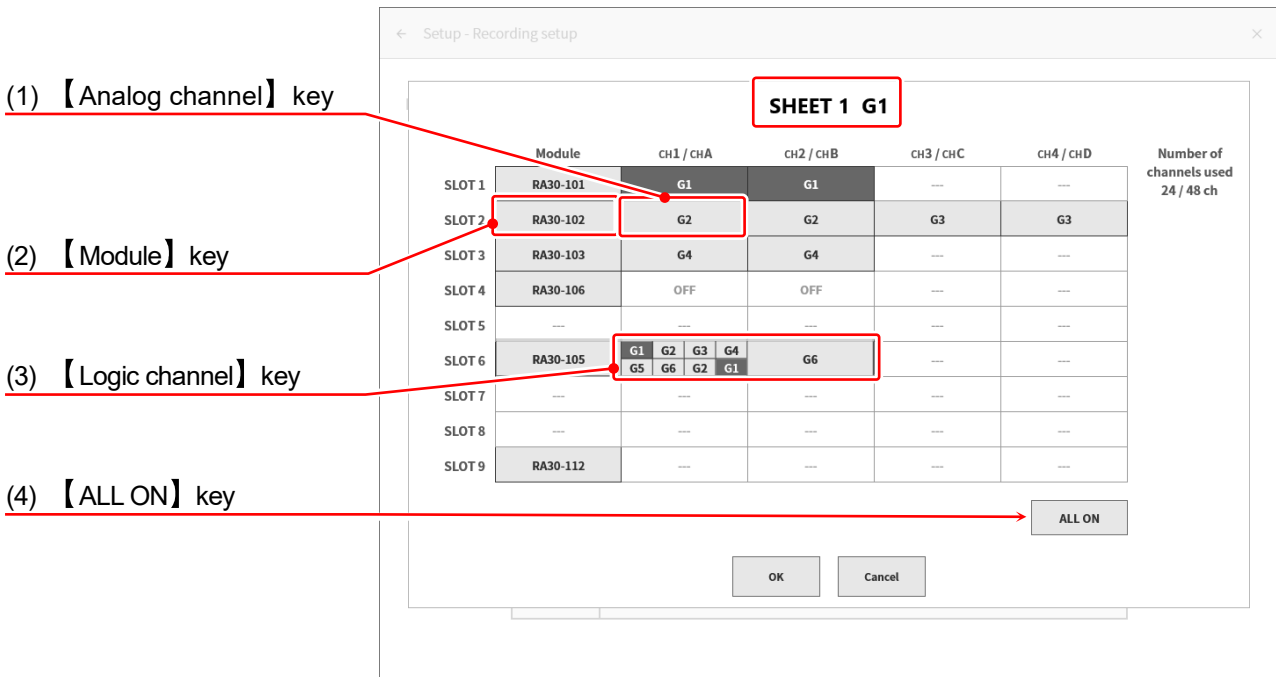 ← Setup - Recording setup ×
SHEET 1 G1
(1) 【Analog channel】 key
Module CH1 / CHA CH2 / CHB CH3 / CHC CH4 / CHD Number of
channels used
24 / 48 ch
SLOT 1 RA30-101 G1 G1 --- ---
SLOT 2 RA30-102 G2 G2 G3 G3
(2) 【Module】 key
SLOT 3 RA30-103 G4 G4 --- ---
SLOT 4 RA30-106 OFF OFF --- ---
SLOT 5 --- --- --- --- ---
(3) 【Logic channel】 key
SLOT 6 RA30-105 G1 G2 G3 G4 G6 --- ---
G5 G6 G2 G1
SLOT 7 --- --- --- --- ---
SLOT 8 --- --- --- --- ---
SLOT 9 RA30-112 --- --- --- ---
(4) 【ALL ON】 key
ALL ON
OK Cancel